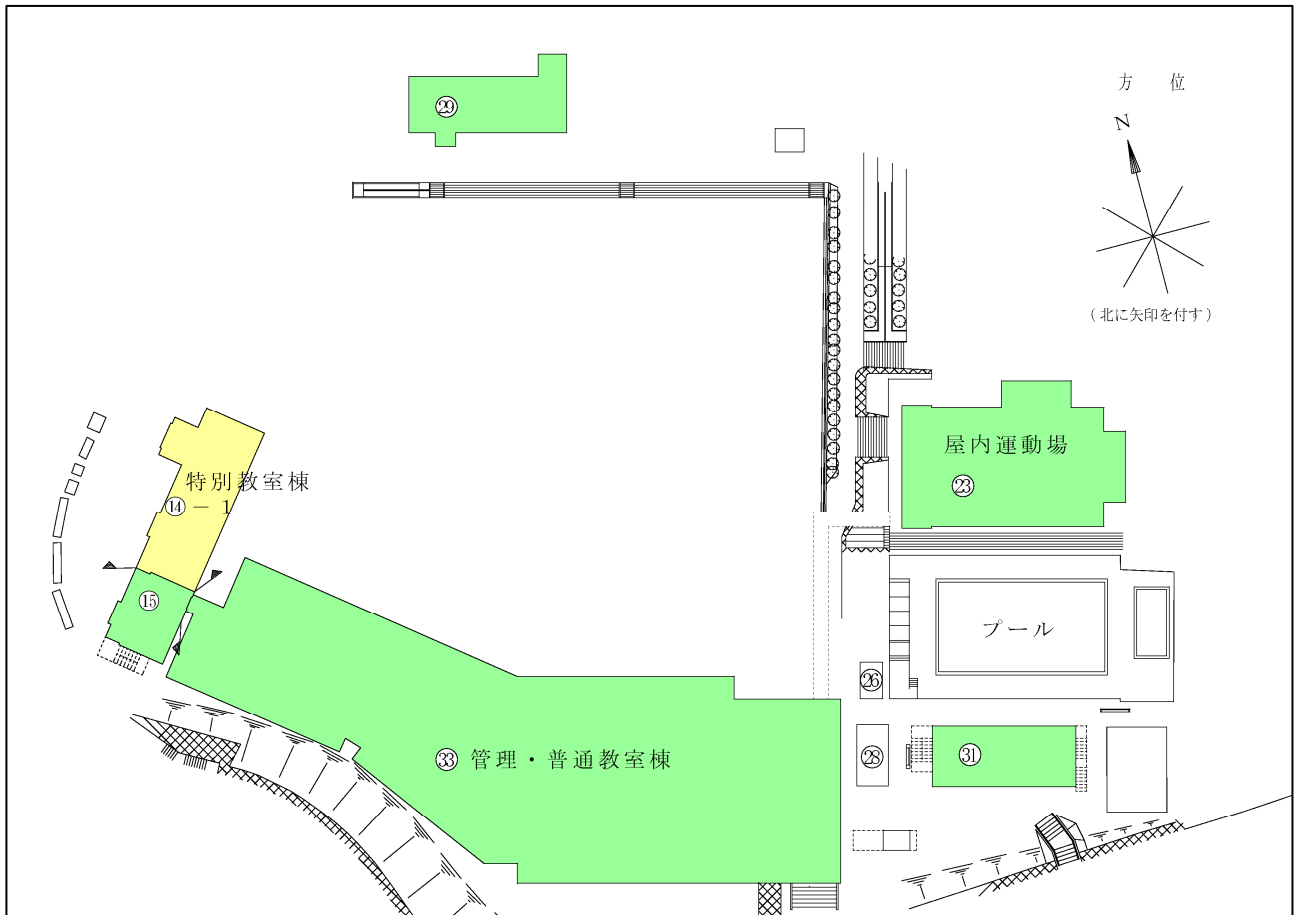 ㉙
方 位
N
(北に矢印を付す)
屋内運動場
㉓
特別教室棟
⑭－1
⑮
プール
㉖
㉝ 管理・普通教室棟
㉘
㉛